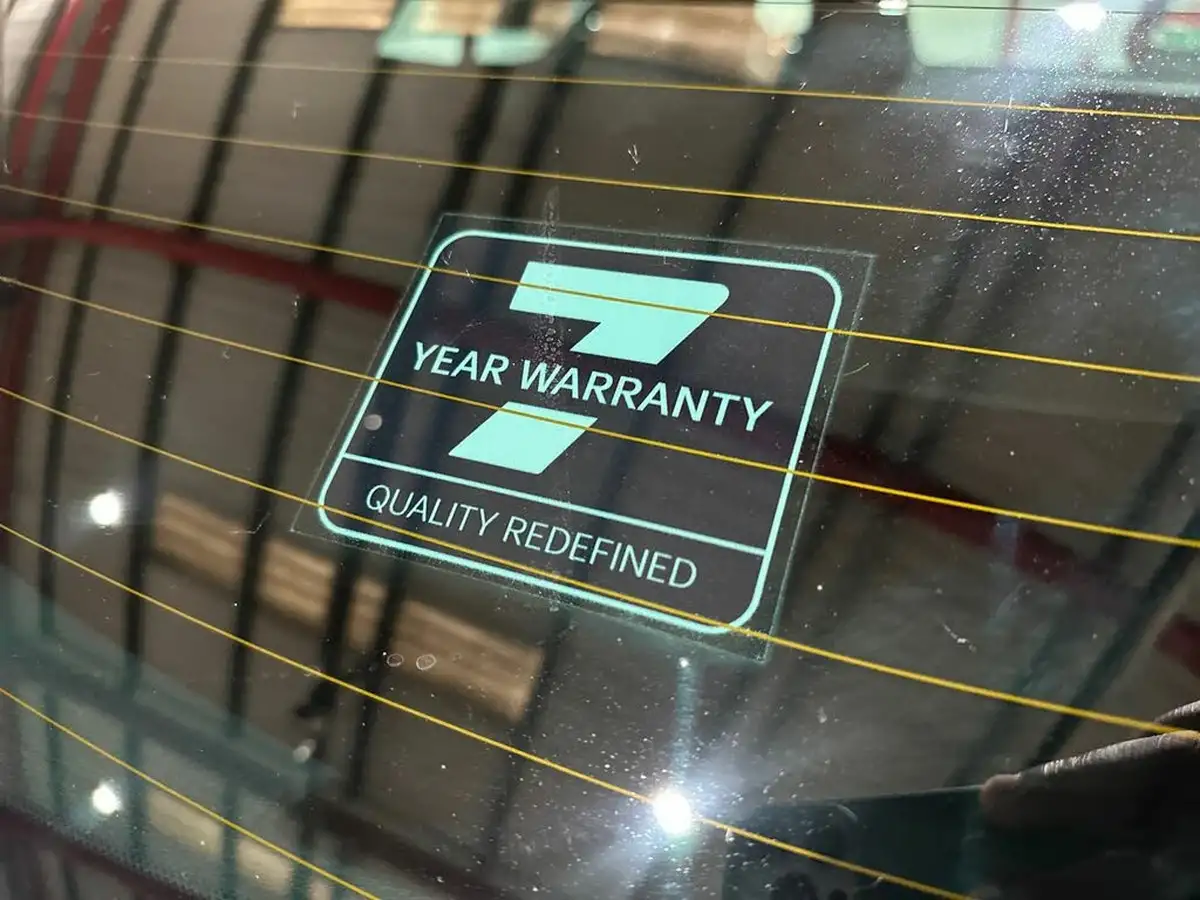 7
YEAR WARRANTY
QUALITY REDEFINED